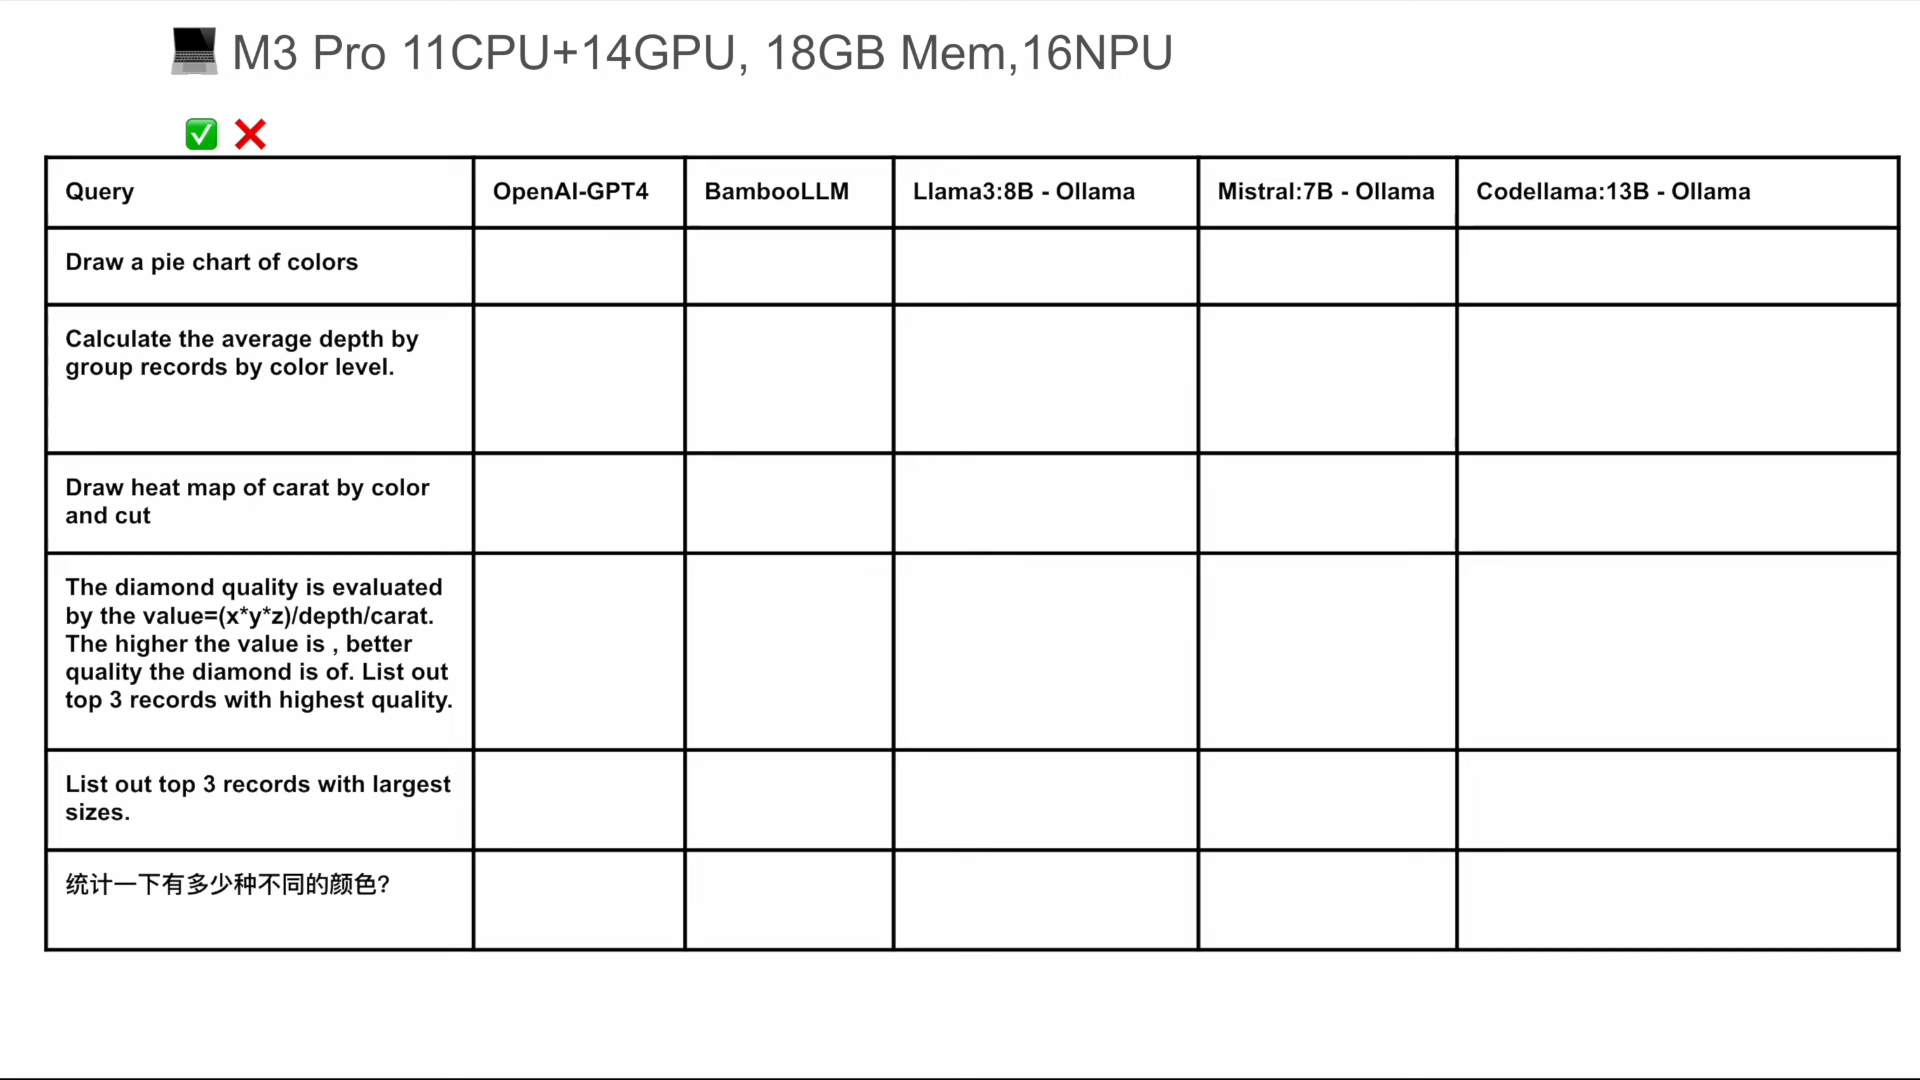 💻 M3 Pro 11CPU+14GPU, 18GB Mem,16NPU
✅ ❌
Query
OpenAI-GPT4
BambooLLM
Llama3:8B - Ollama
Mistral:7B - Ollama
Codellama:13B - Ollama
Draw a pie chart of colors
Calculate the average depth by
group records by color level.
Draw heat map of carat by color
and cut
The diamond quality is evaluated
by the value=(x*y*z)/depth/carat.
The higher the value is , better
quality the diamond is of. List out
top 3 records with highest quality.
List out top 3 records with largest
sizes.
统计一下有多少种不同的颜色?